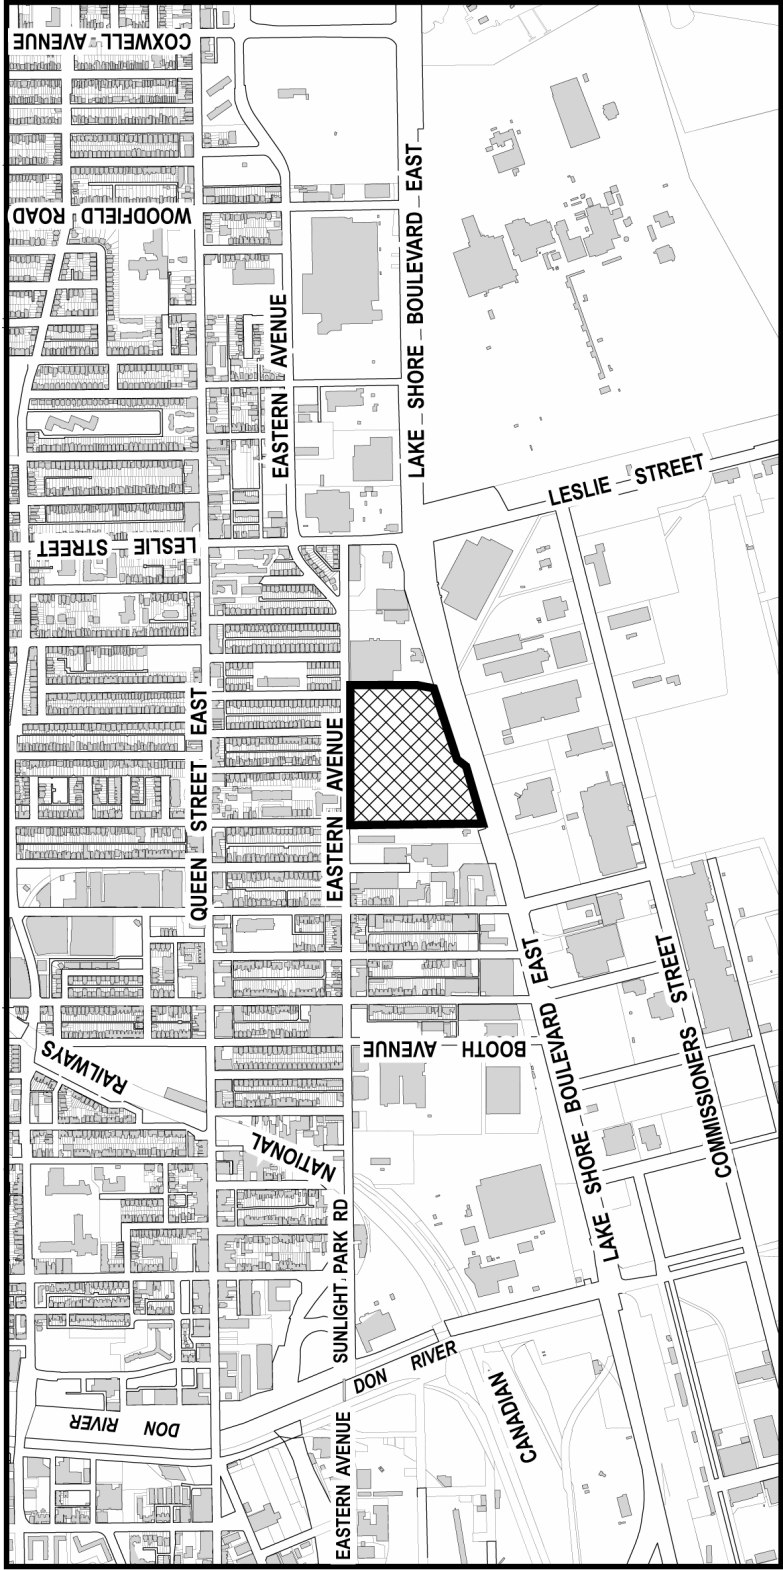 COXWELL AVENUE
WOODFIELD ROAD
EASTERN AVENUE
LAKE SHORE BOULEVARD EAST
LESLIE STREET
LESLIE STREET
QUEEN STREET EAST
EASTERN AVENUE
BOOTH AVENUE
LAKE SHORE BOULEVARD EAST
COMMISSIONERS STREET
RAILWAYS
NATIONAL
SUNLIGHT PARK RD
DON RIVER
DON RIVER
CANADIAN
EASTERN AVENUE